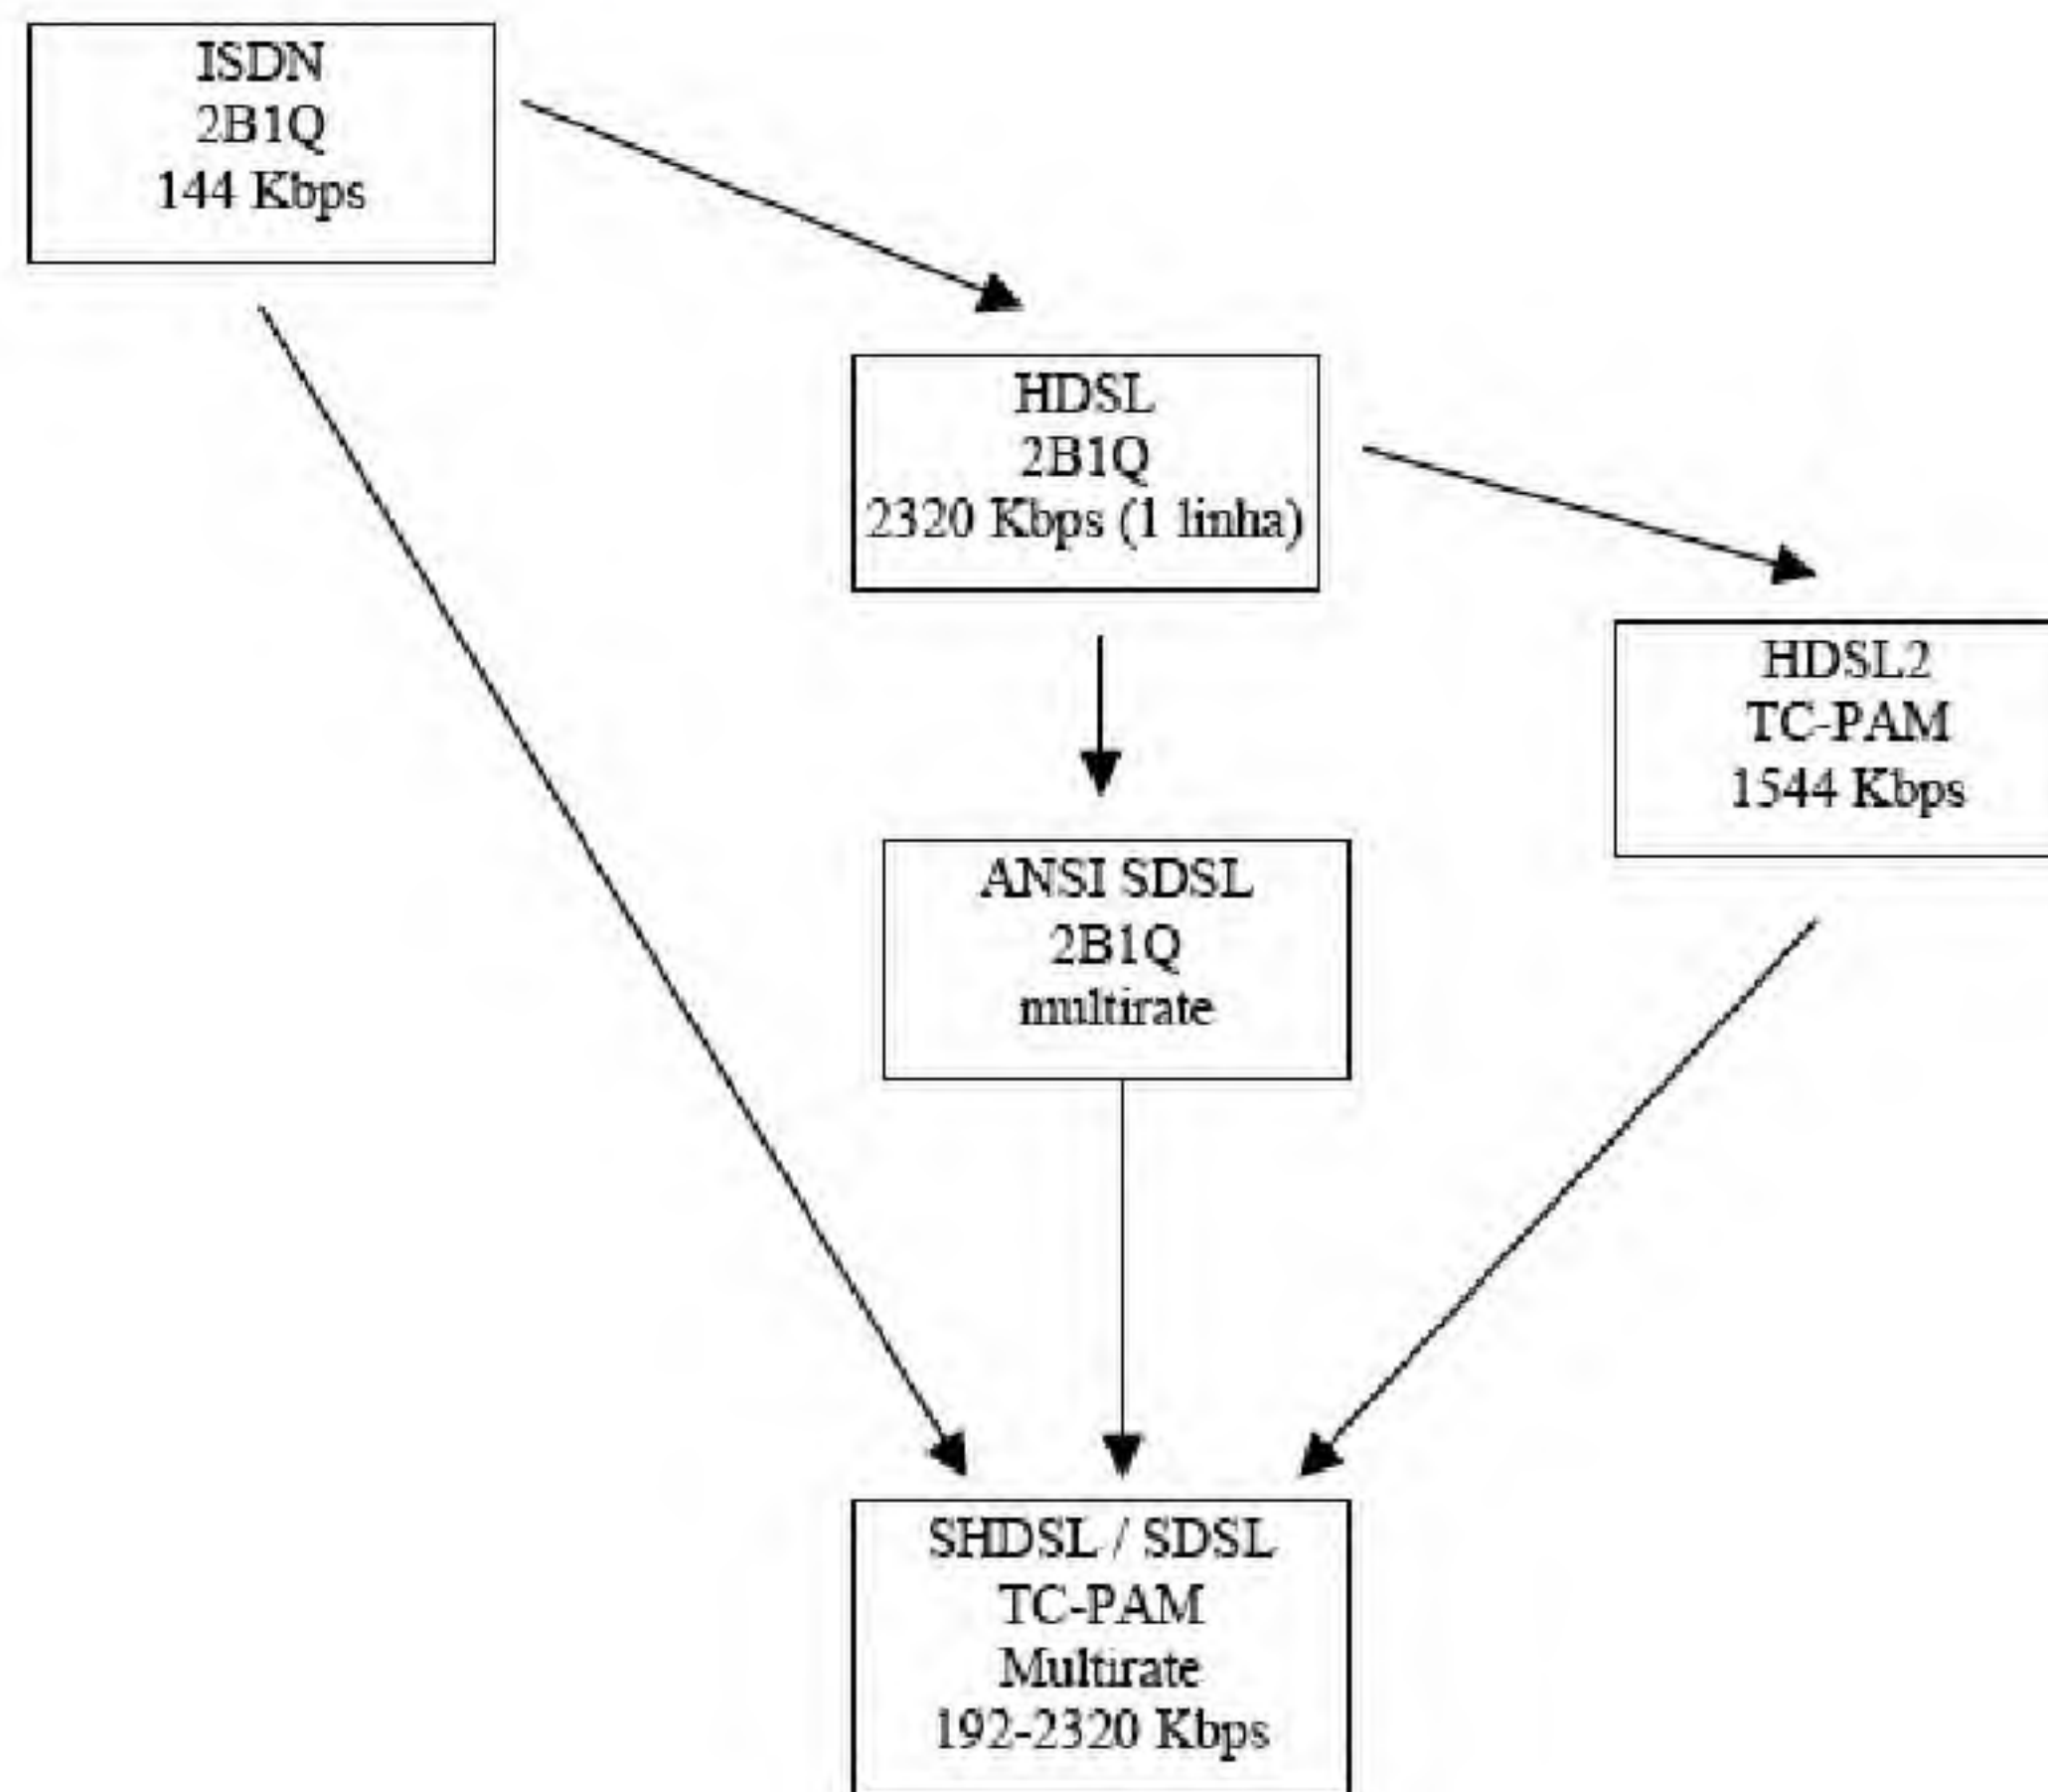 ISDN
2B1Q
144 Kbps
HDSL
2B1Q
2320 Kbps (1 linha)
HDSL2
TC-PAM
1544 Kbps
ANSI SDSL
2B1Q
multirate
SHDSL / SDSL
TC-PAM
Multirate
192-2320 Kbps